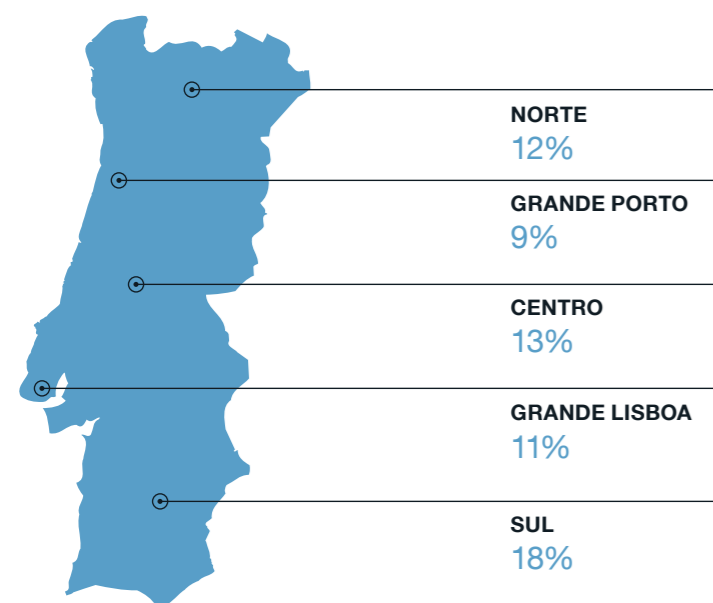 NORTE
12%
GRANDE PORTO
9%
CENTRO
13%
GRANDE LISBOA
11%
SUL
18%